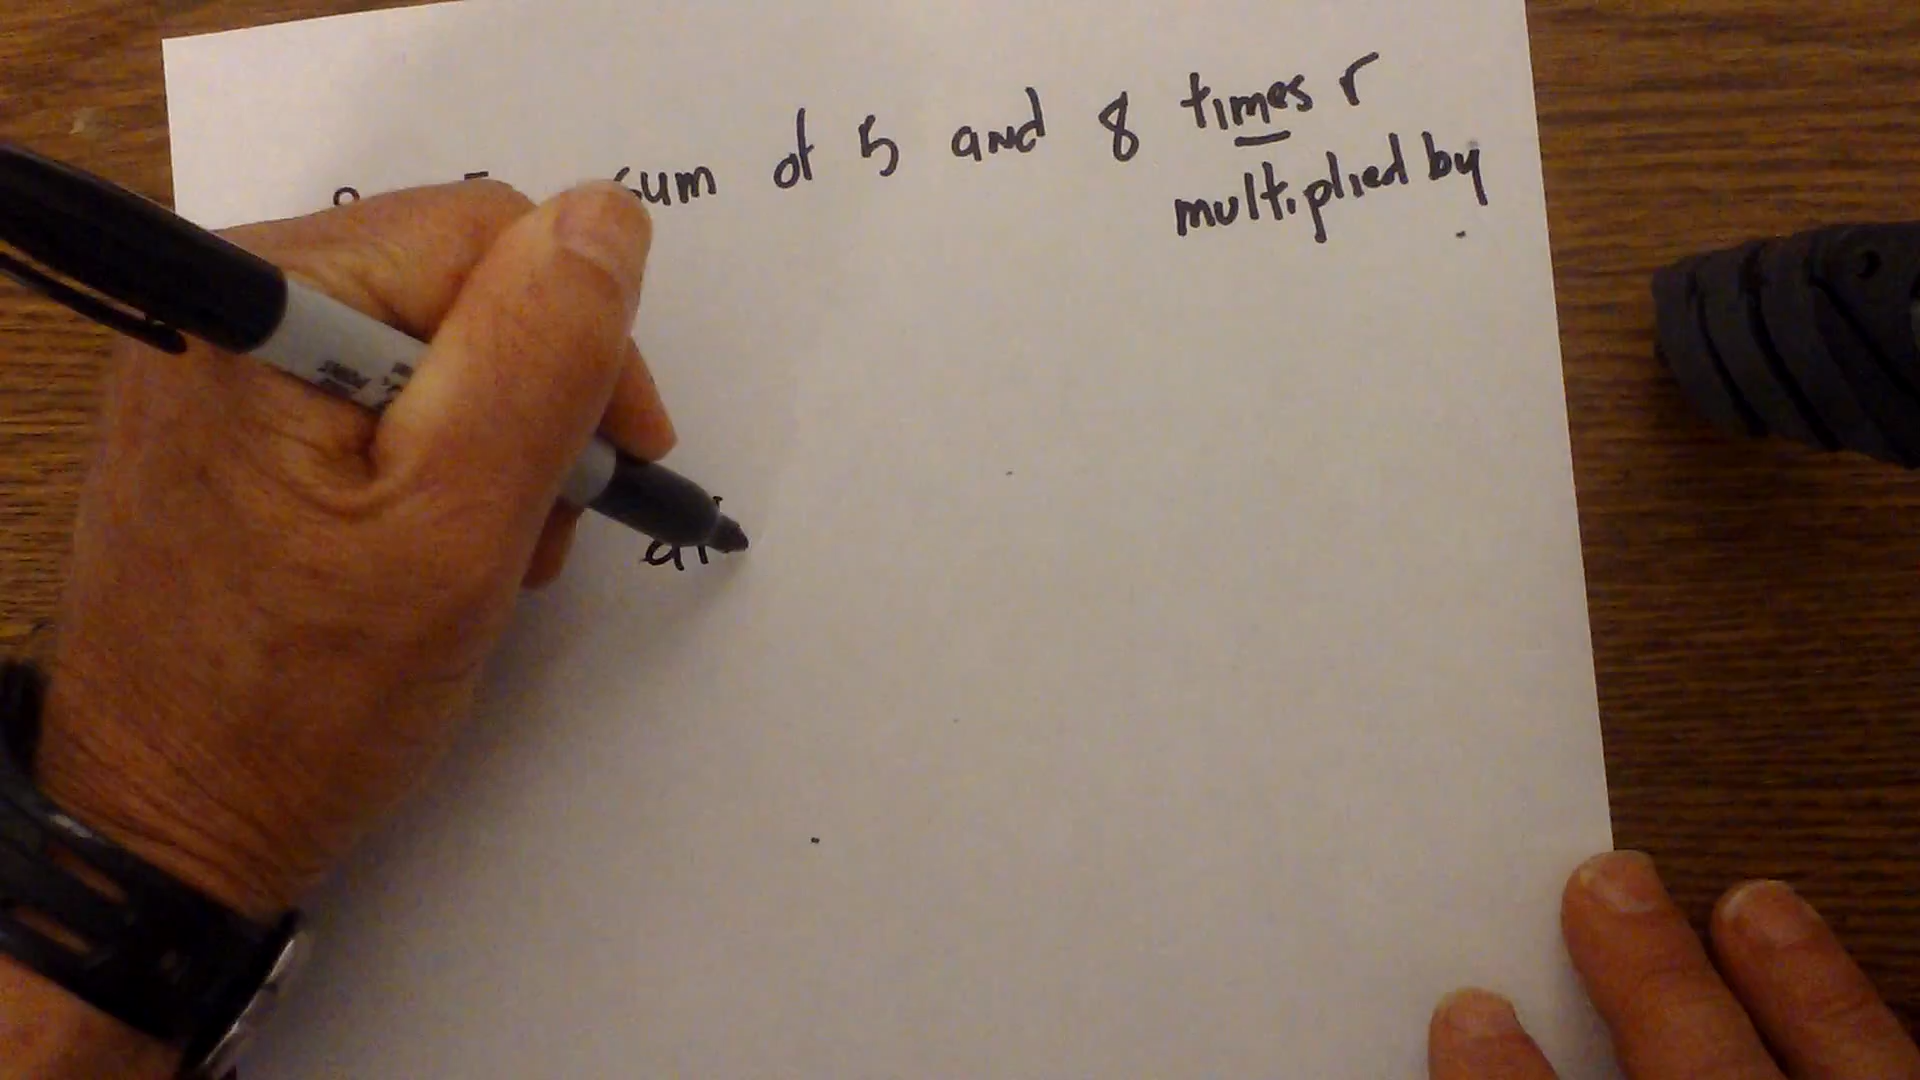 sum of 5 and 8 times r
multiplied by